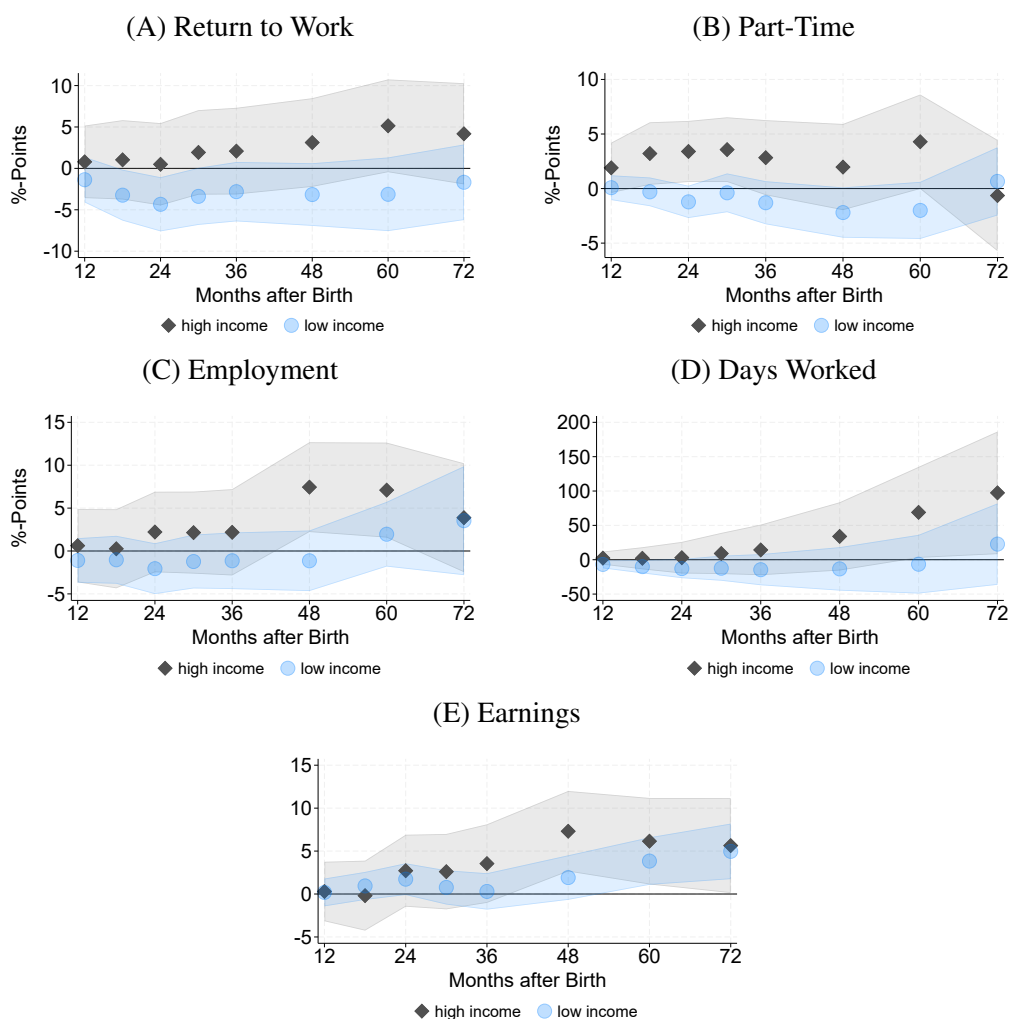 (A) Return to Work
10
5
0
-5
-10
%-Points
12 24 36 48 60 72
Months after Birth
high income low income
(B) Part-Time
10
5
0
-5
%-Points
12 24 36 48 60 72
Months after Birth
high income low income
(C) Employment
15
10
5
0
-5
%-Points
12 24 36 48 60 72
Months after Birth
high income low income
(D) Days Worked
200
150
100
50
0
-50
12 24 36 48 60 72
Months after Birth
high income low income
(E) Earnings
15
10
5
0
-5
12 24 36 48 60 72
Months after Birth
high income low income